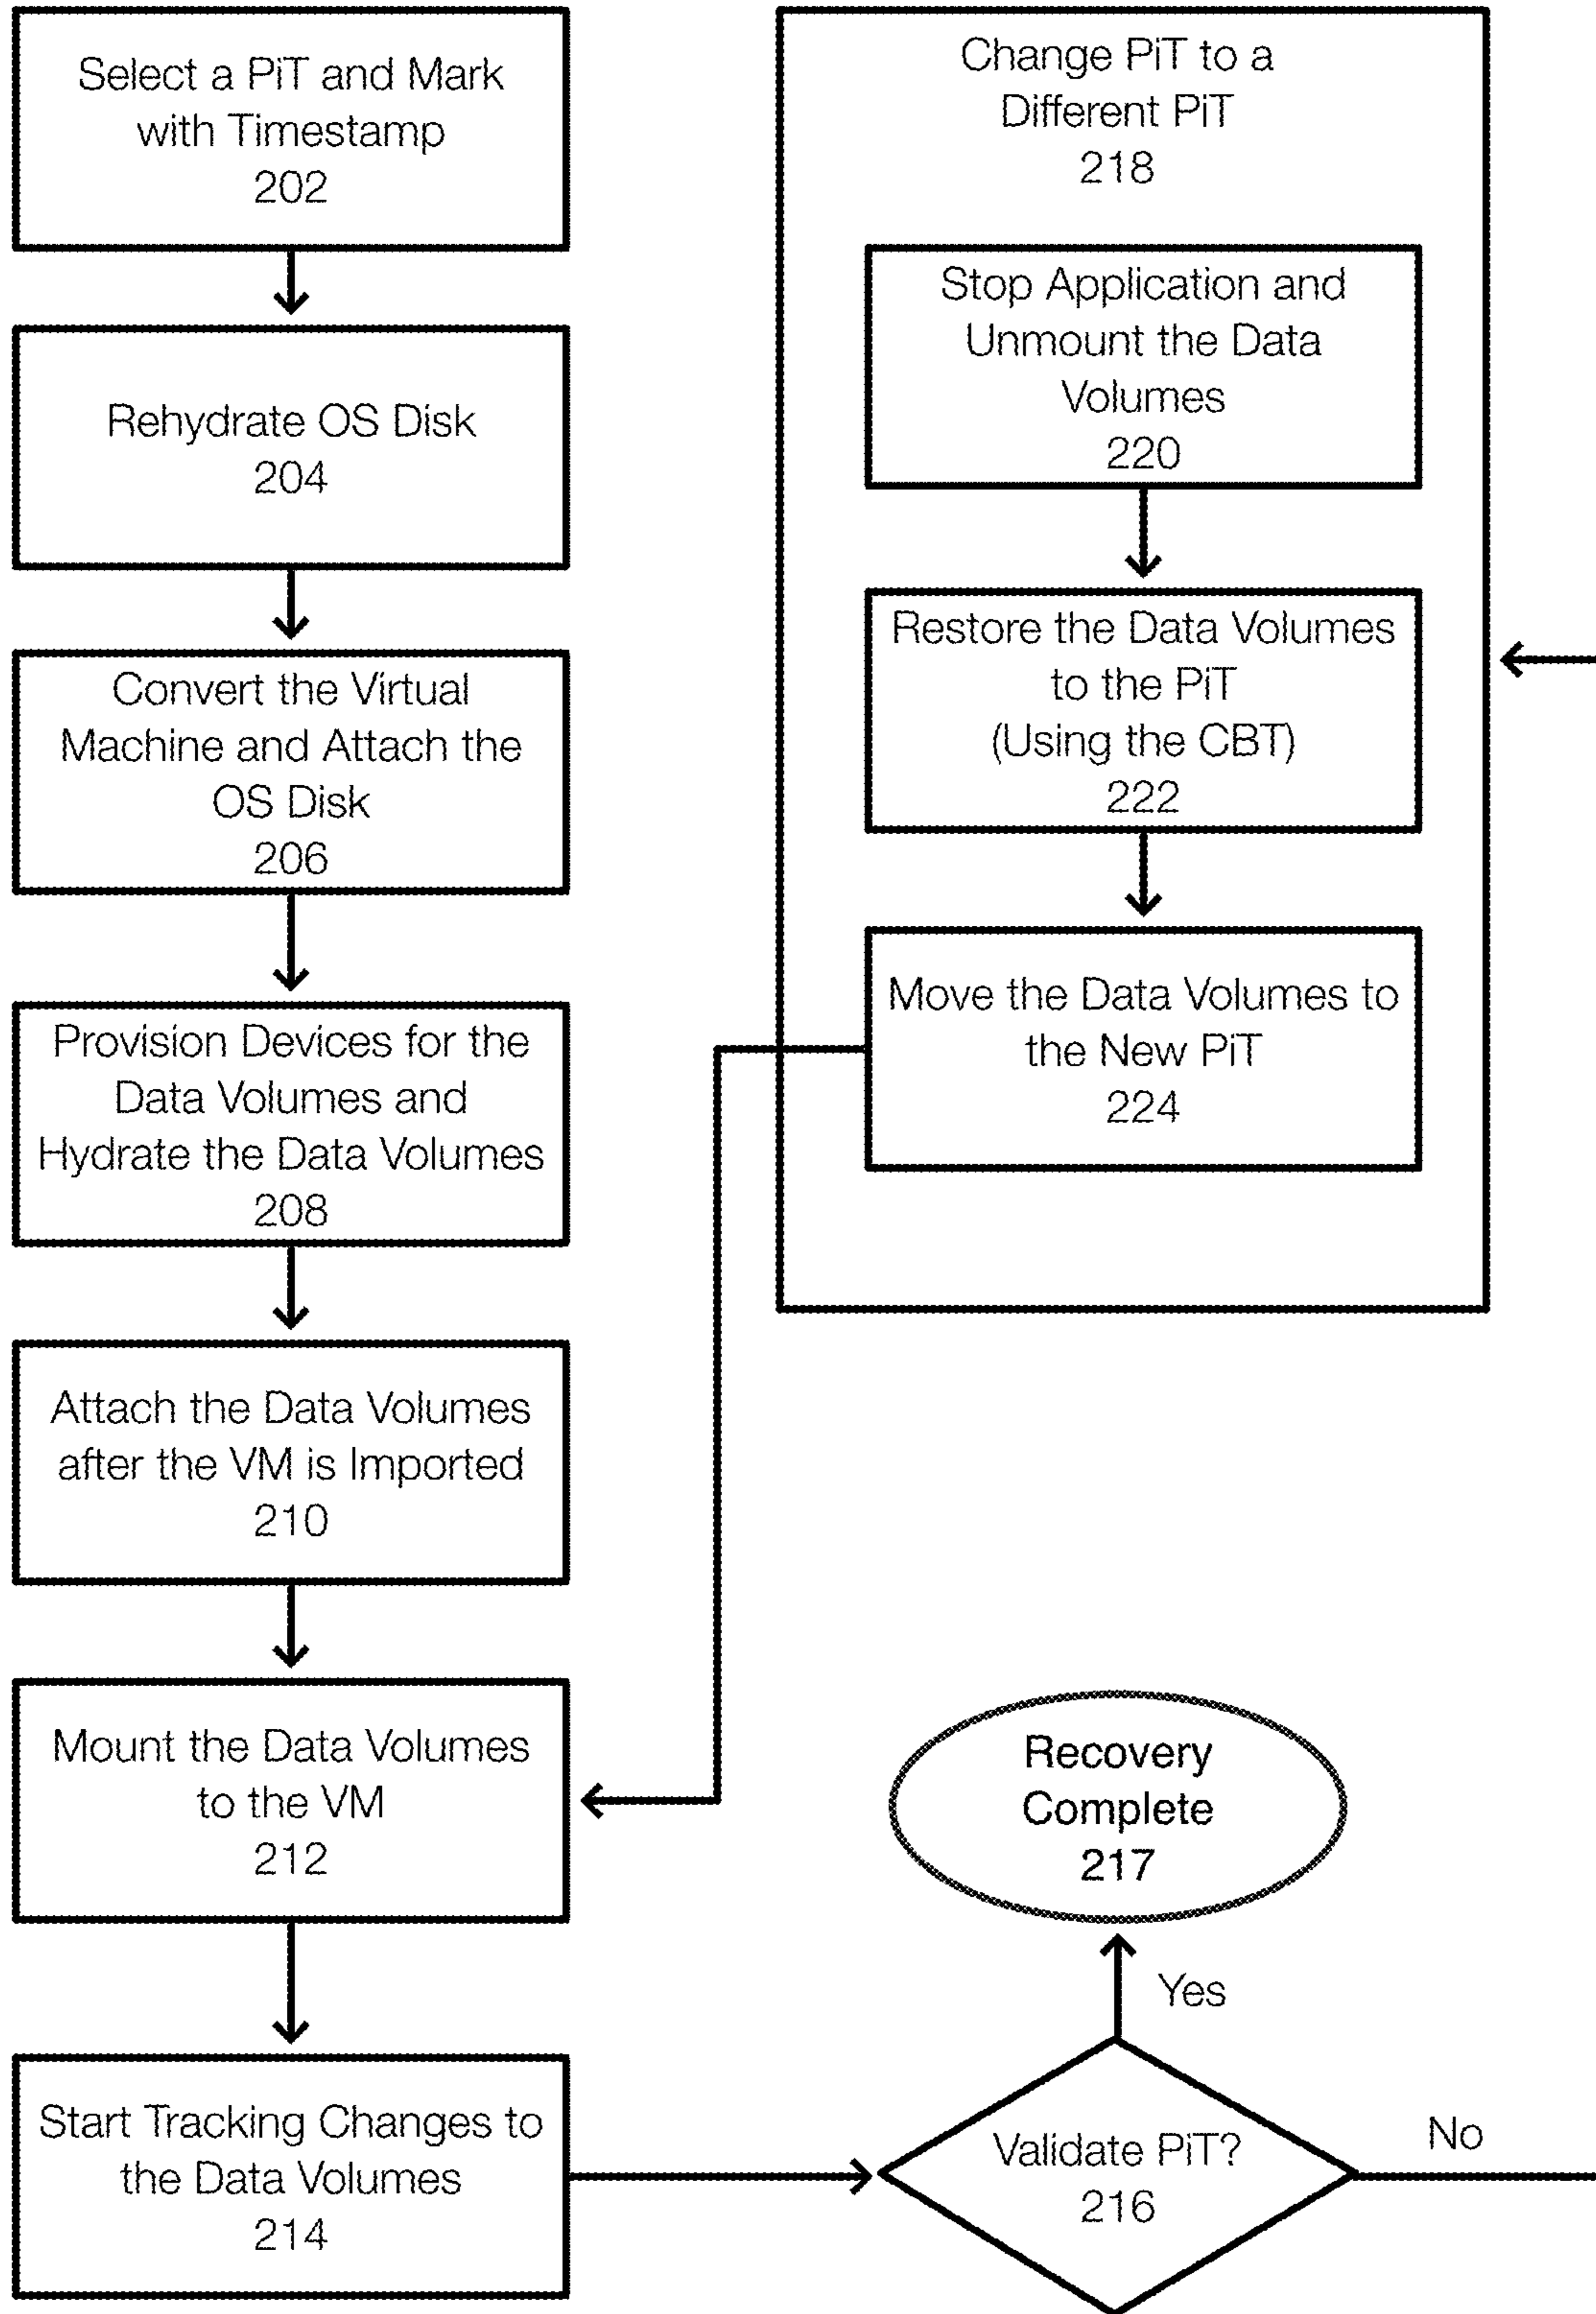 Select a PiT and Mark
with Timestamp
202
Rehydrate OS Disk
204
Convert the Virtual
Machine and Attach the
OS Disk
206
Provision Devices for the
Data Volumes and
Hydrate the Data Volumes
208
Attach the Data Volumes
after the VM is Imported
210
Mount the Data Volumes
to the VM
212
Start Tracking Changes to
the Data Volumes
214
Change PiT to a
Different PiT
218
Stop Application and
Unmount the Data
Volumes
220
Restore the Data Volumes
to the PiT
(Using the CBT)
222
Move the Data Volumes to
the New PiT
224
Recovery
Complete
217
Yes
Validate PiT?
216
No